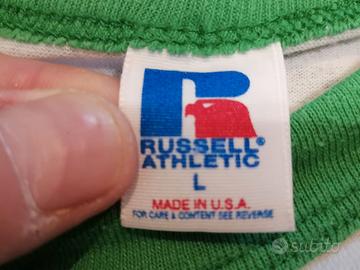 RUSSELL®
ATHLETIC
L
MADE IN U.S.A.
FOR CARE & CONTENT SEE REVERSE
subito